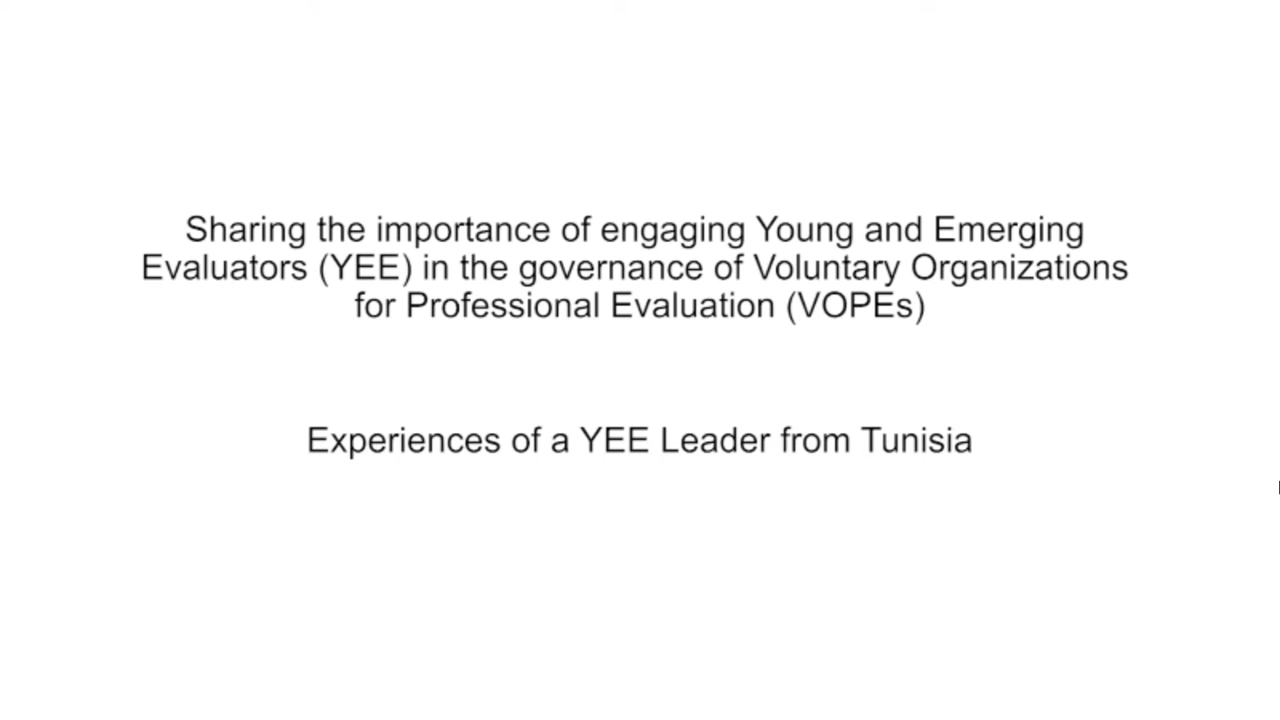 Sharing the importance of engaging Young and Emerging
Evaluators (YEE) in the governance of Voluntary Organizations
for Professional Evaluation (VOPEs)
Experiences of a YEE Leader from Tunisia